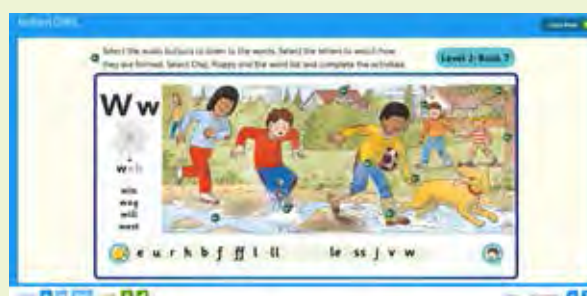 Select the audio buttons to listen to the words. Select the letters to watch how
they are formed. Select Chip, Floppy and the word list and complete the activities.
Level 2: Book 7
W w
win
wag
will
west
e u r h b f ff l ll le ss j v w